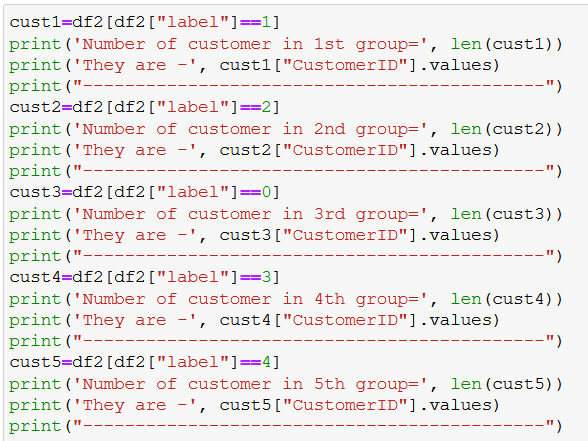 cust1=df2[df2["label"]==1]
print('Number of customer in 1st group=', len(cust1))
print('They are -', cust1["CustomerID"].values)
print("--------------------------------------------")
cust2=df2[df2["label"]==2]
print('Number of customer in 2nd group=', len(cust2))
print('They are -', cust2["CustomerID"].values)
print("--------------------------------------------")
cust3=df2[df2["label"]==0]
print('Number of customer in 3rd group=', len(cust3))
print('They are -', cust3["CustomerID"].values)
print("--------------------------------------------")
cust4=df2[df2["label"]==3]
print('Number of customer in 4th group=', len(cust4))
print('They are -', cust4["CustomerID"].values)
print("--------------------------------------------")
cust5=df2[df2["label"]==4]
print('Number of customer in 5th group=', len(cust5))
print('They are -', cust5["CustomerID"].values)
print("--------------------------------------------")